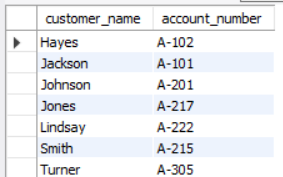 customer_name account_number
Hayes A-102
Jackson A-101
Johnson A-201
Jones A-217
Lindsay A-222
Smith A-215
Turner A-305